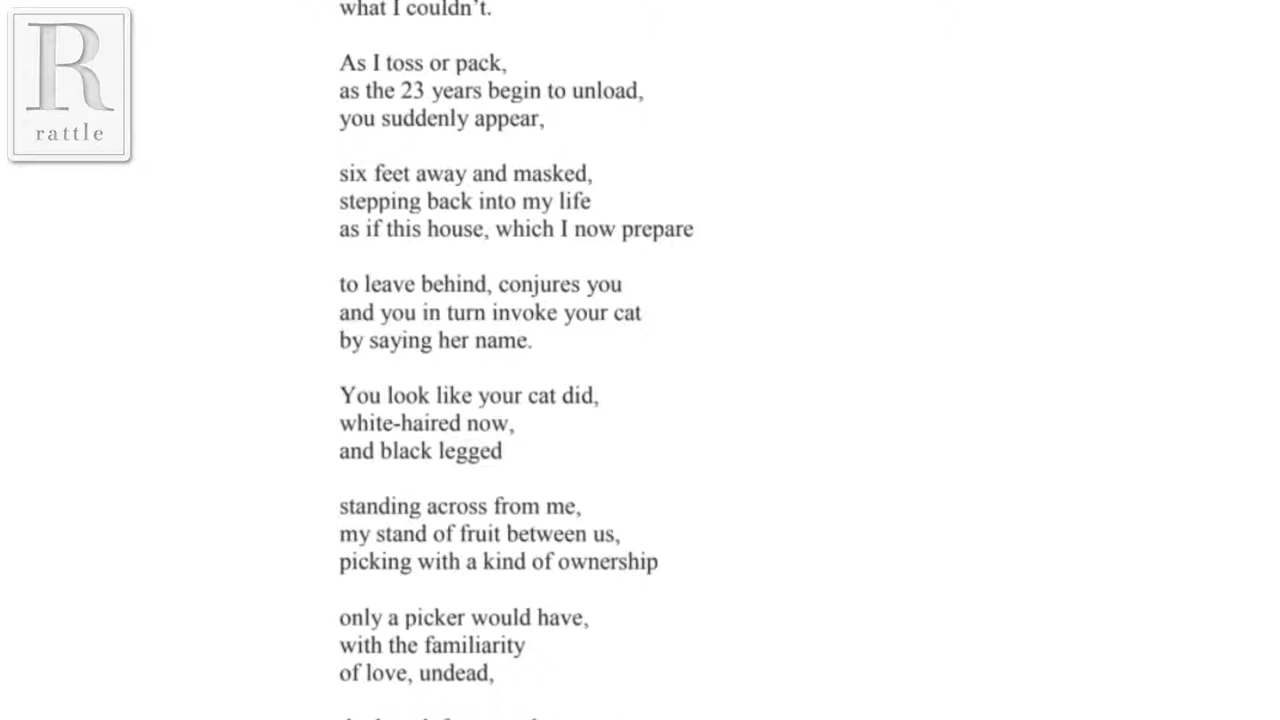 R
rattle
what I couldn't.
As I toss or pack,
as the 23 years begin to unload,
you suddenly appear,
six feet away and masked,
stepping back into my life
as if this house, which I now prepare
to leave behind, conjures you
and you in turn invoke your cat
by saying her name.
You look like your cat did,
white-haired now,
and black legged
standing across from me,
my stand of fruit between us,
picking with a kind of ownership
only a picker would have,
with the familiarity
of love, undead,